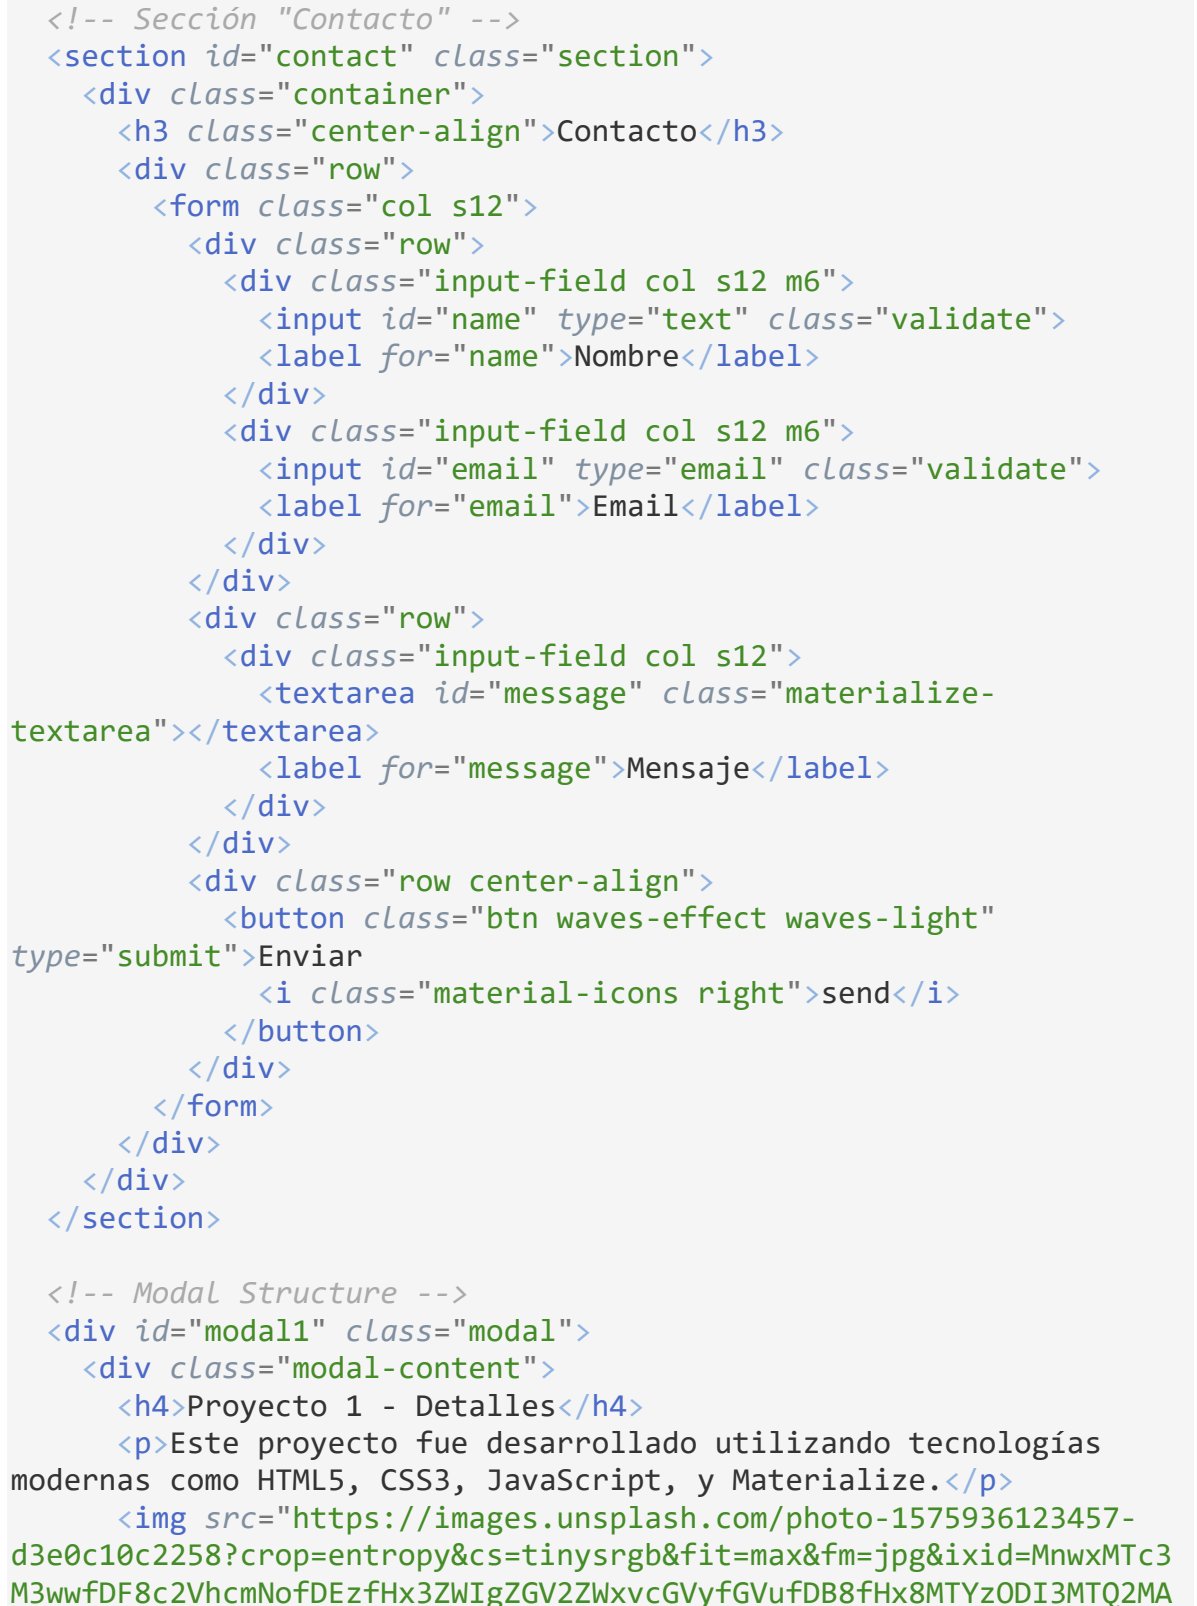 <!-- Sección "Contacto" -->
<section id="contact" class="section">
<div class="container">
<h3 class="center-align">Contacto</h3>
<div class="row">
<form class="col s12">
<div class="row">
<div class="input-field col s12 m6">
<input id="name" type="text" class="validate">
<label for="name">Nombre</label>
</div>
<div class="input-field col s12 m6">
<input id="email" type="email" class="validate">
<label for="email">Email</label>
</div>
</div>
<div class="row">
<div class="input-field col s12">
<textarea id="message" class="materialize-
textarea"></textarea>
<label for="message">Mensaje</label>
</div>
</div>
<div class="row center-align">
<button class="btn waves-effect waves-light"
type="submit">Enviar
<i class="material-icons right">send</i>
</button>
</div>
</form>
</div>
</div>
</section>
<!-- Modal Structure -->
<div id="modal1" class="modal">
<div class="modal-content">
<h4>Proyecto 1 - Detalles</h4>
<p>Este proyecto fue desarrollado utilizando tecnologías
modernas como HTML5, CSS3, JavaScript, y Materialize.</p>
<img src="https://images.unsplash.com/photo-1575936123457-
d3e0c10c2258?crop=entropy&cs=tinysrgb&fit=max&fm=jpg&ixid=MnwxMTc3
M3wwfDF8c2VhcmNofDEzfHx3ZWIgZGV2ZWxvcGVyfGVufDB8fHx8MTYzODI3MTQ2MA